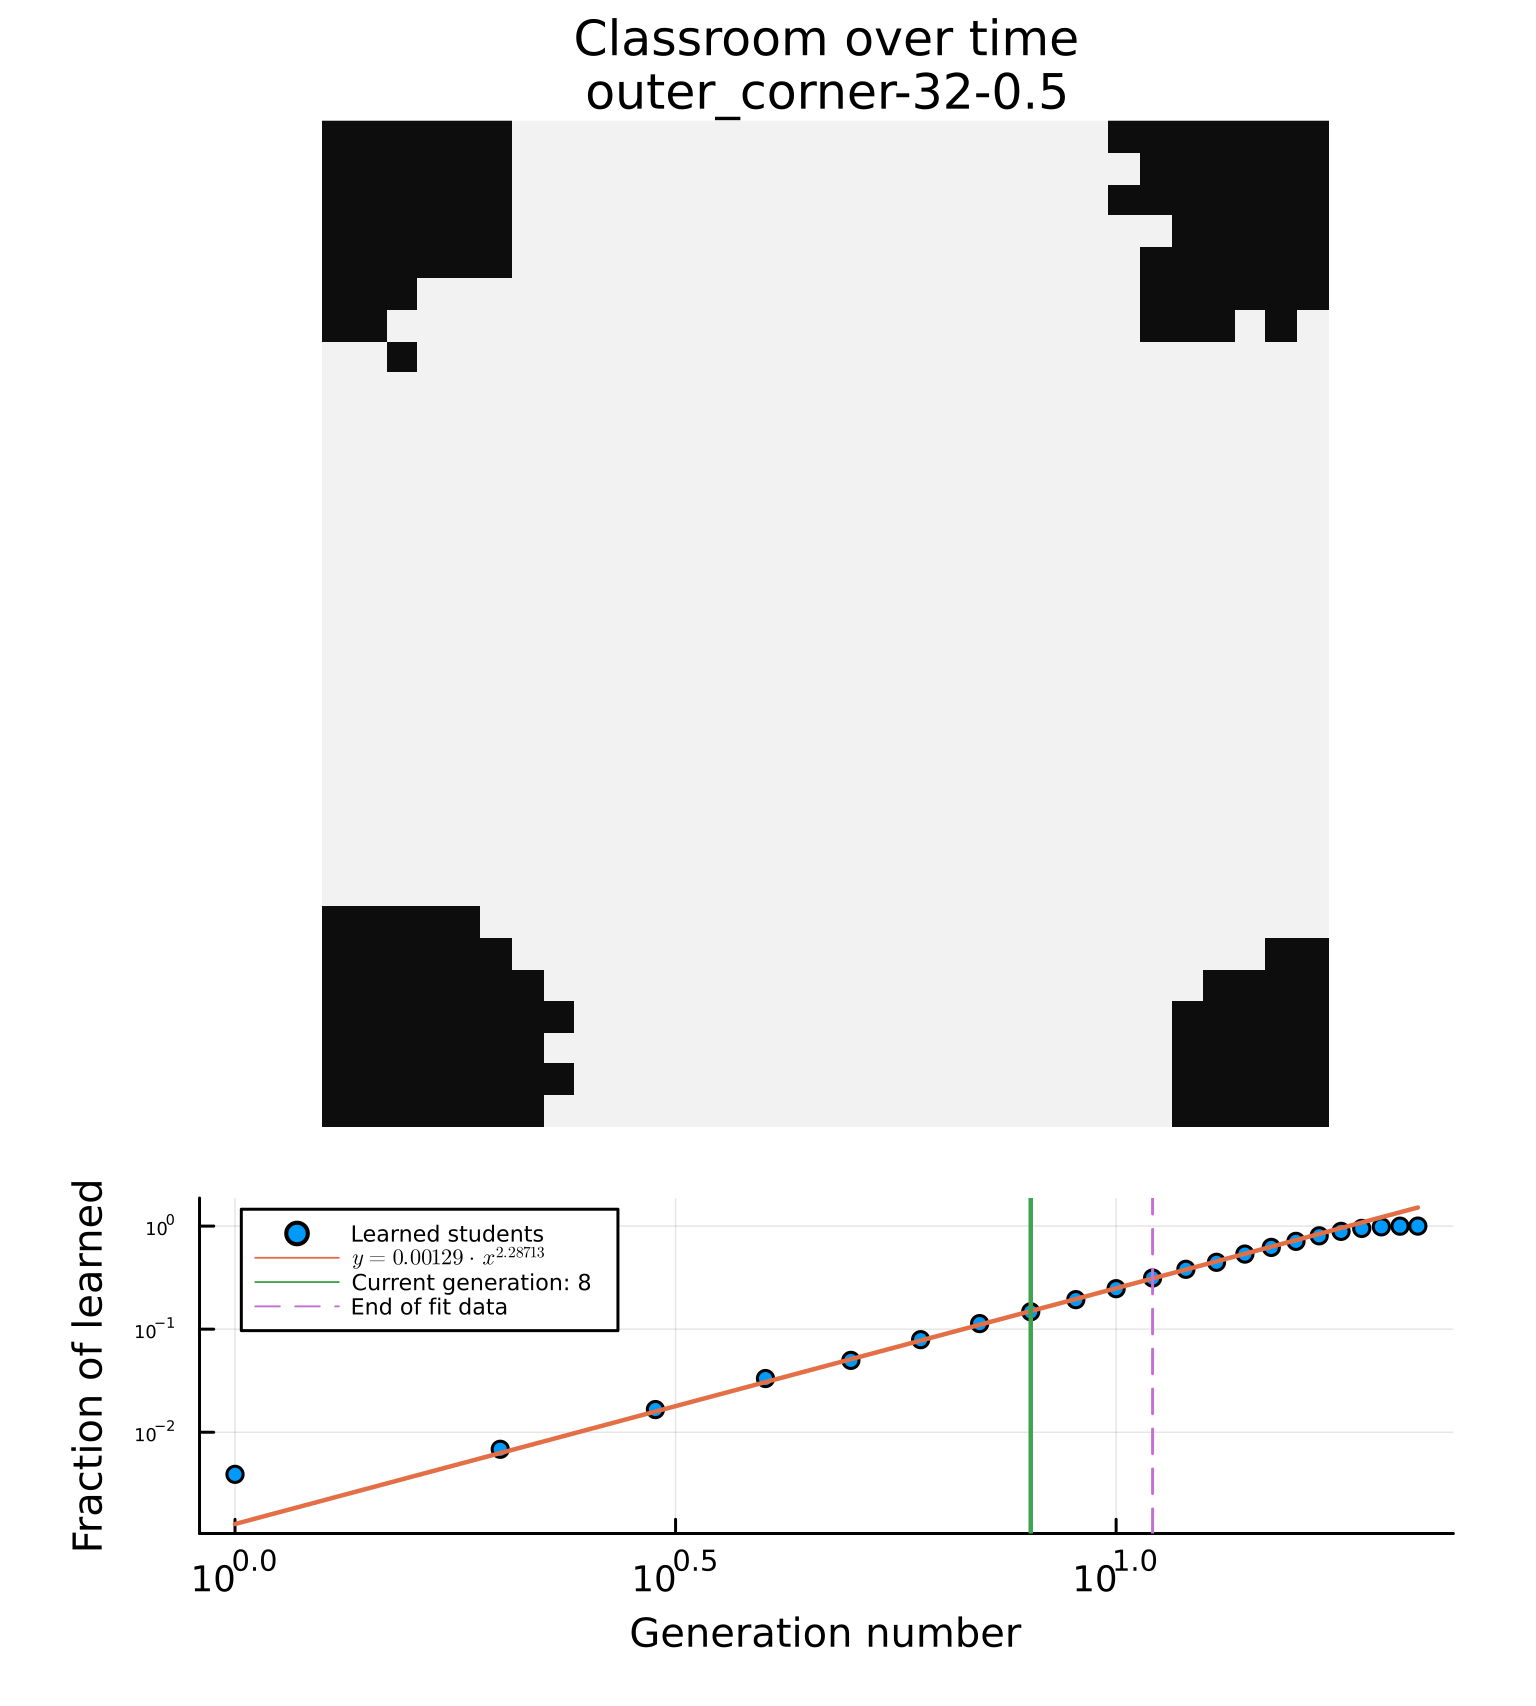 Classroom over time
outer_corner-32-0.5
Fraction of learned
10⁰
10⁻¹
10⁻²
Learned students
y = 0.00129 · x^2.28713
Current generation: 8
End of fit data
10^0.0 10^0.5 10^1.0
Generation number